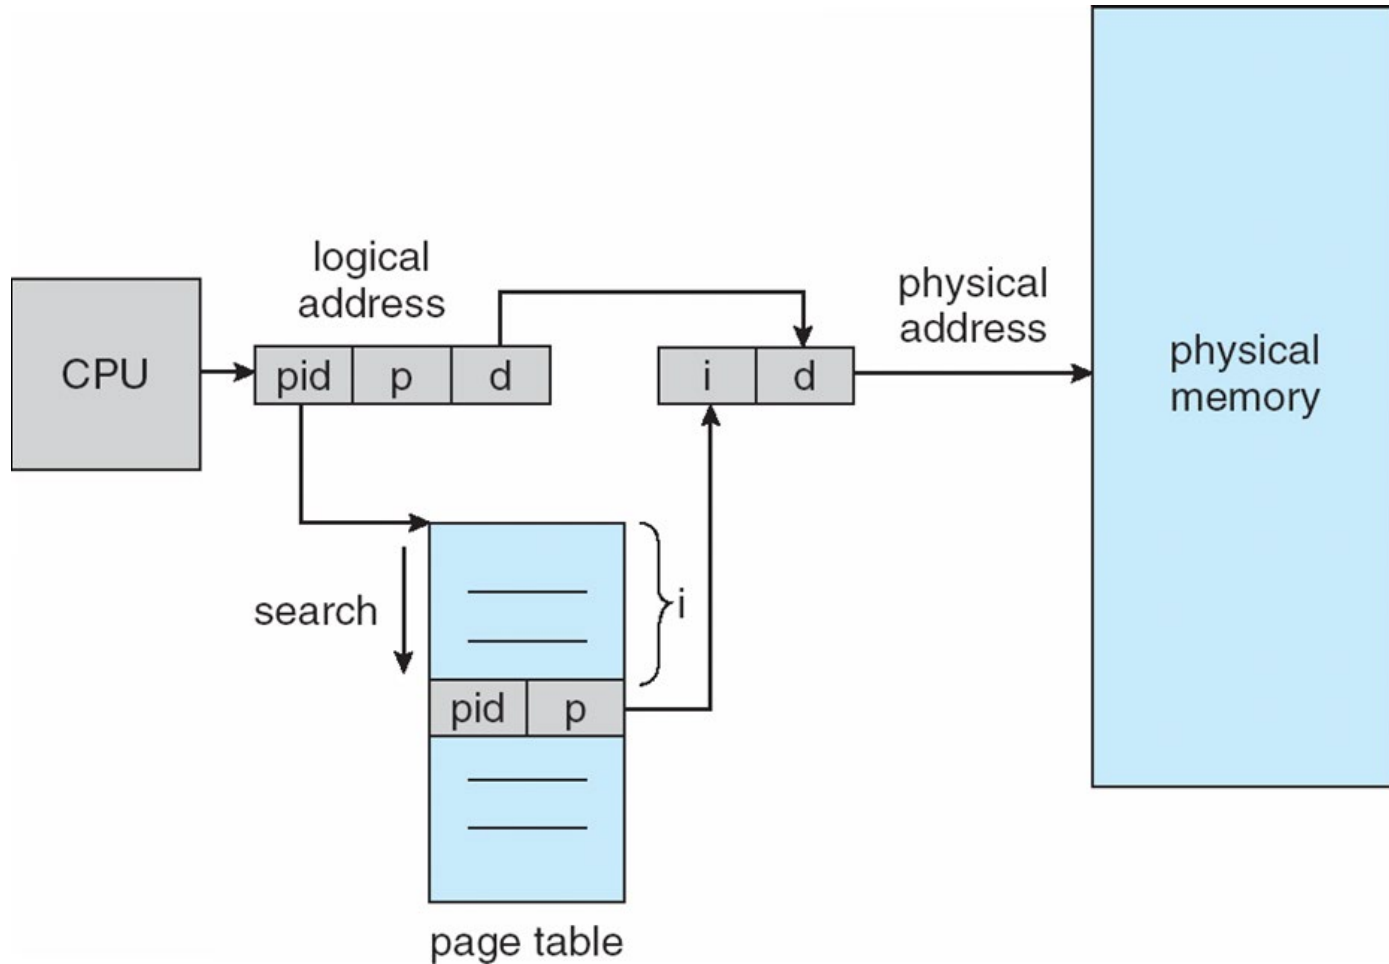 logical
address
CPU
pid p d
i d
physical
address
physical
memory
search
i
pid p
page table